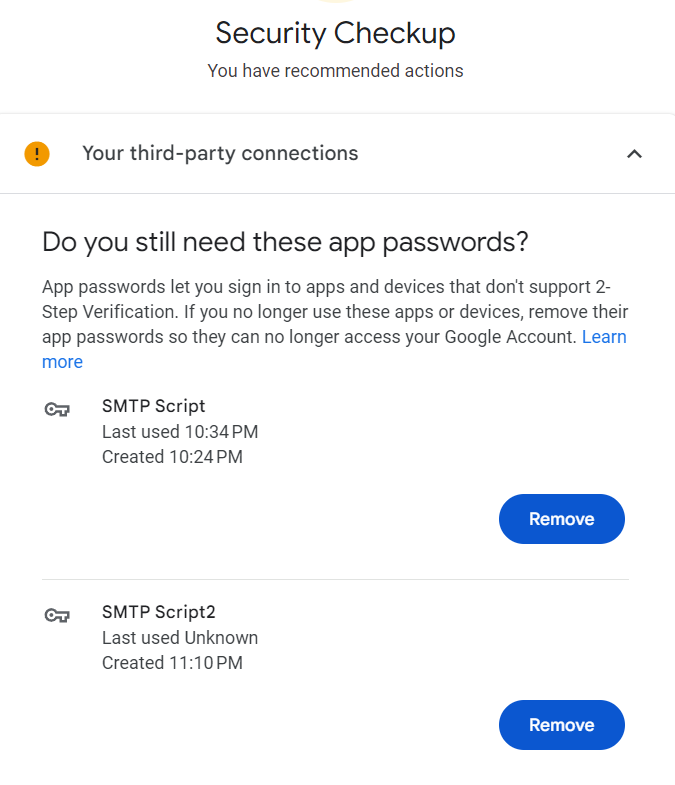 Security Checkup
You have recommended actions
Your third-party connections
Do you still need these app passwords?
App passwords let you sign in to apps and devices that don't support 2-
Step Verification. If you no longer use these apps or devices, remove their
app passwords so they can no longer access your Google Account. Learn
more
SMTP Script
Last used 10:34 PM
Created 10:24 PM
Remove
SMTP Script2
Last used Unknown
Created 11:10 PM
Remove